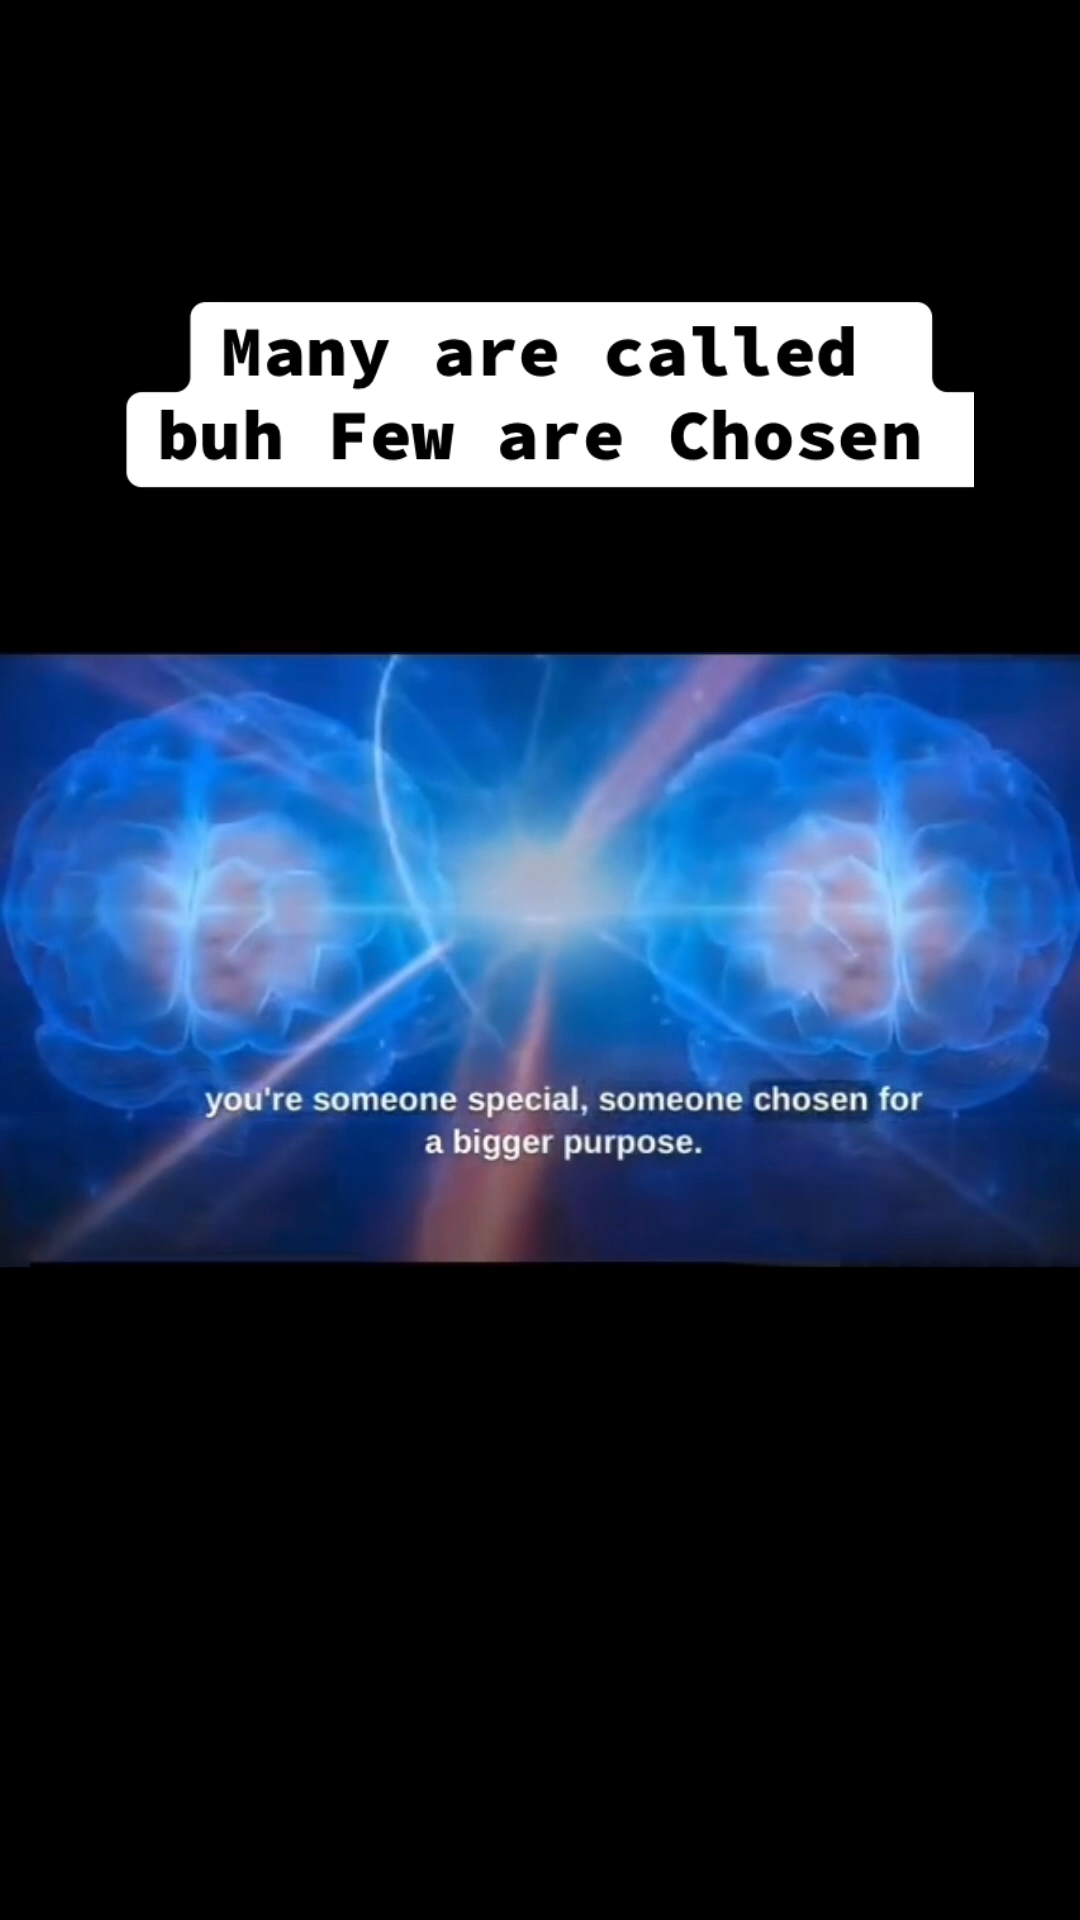 Many are called
buh Few are Chosen
you're someone special, someone chosen for
a bigger purpose.